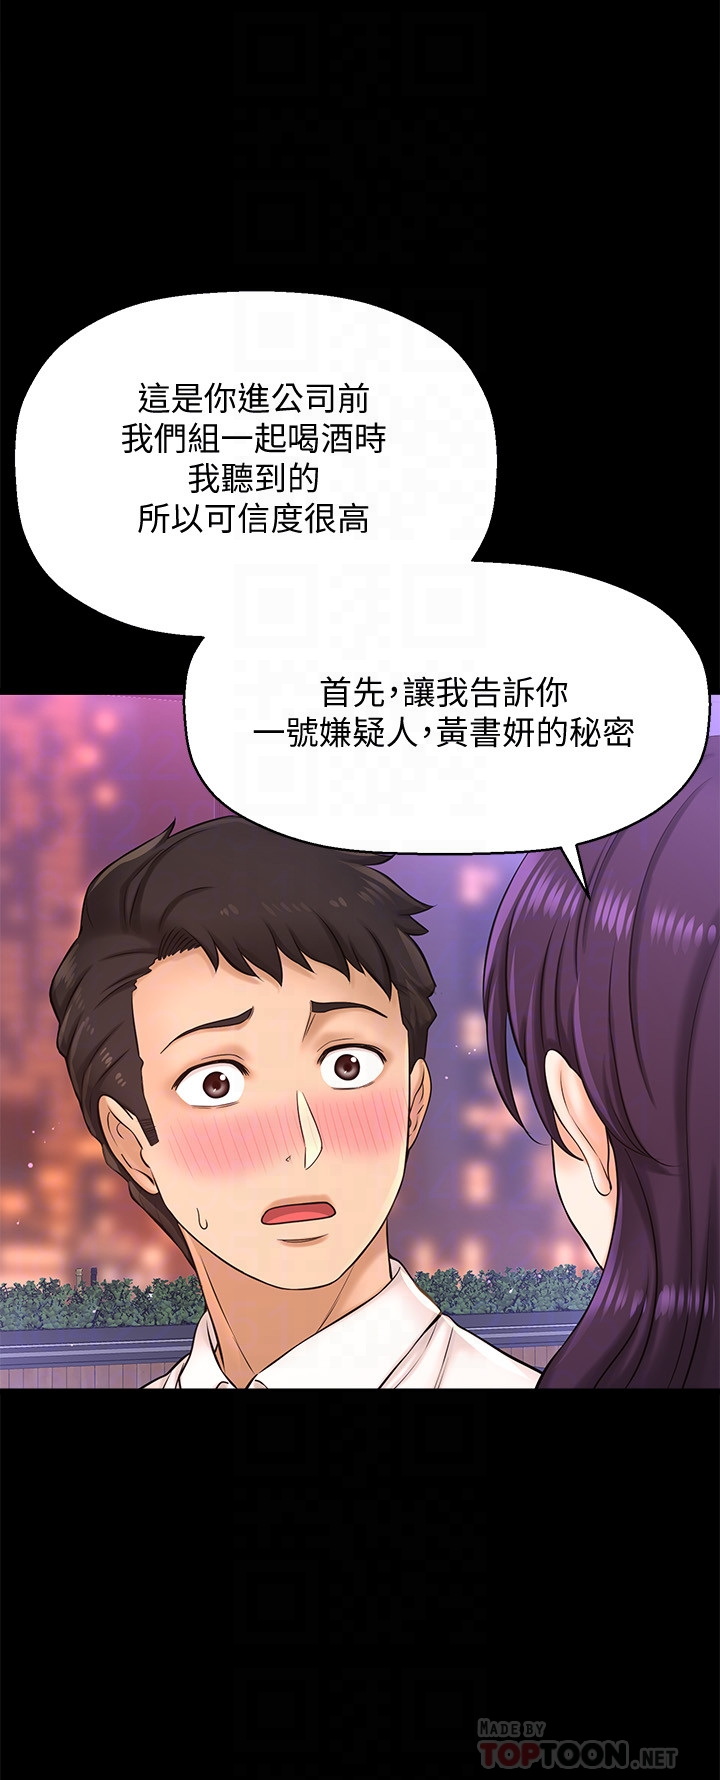 這是你進公司前
我們組一起喝酒時
我聽到的
所以可信度很高
首先,讓我告訴你
一號嫌疑人,黃書妍的秘密
MADE BY
TOPTOON.NET